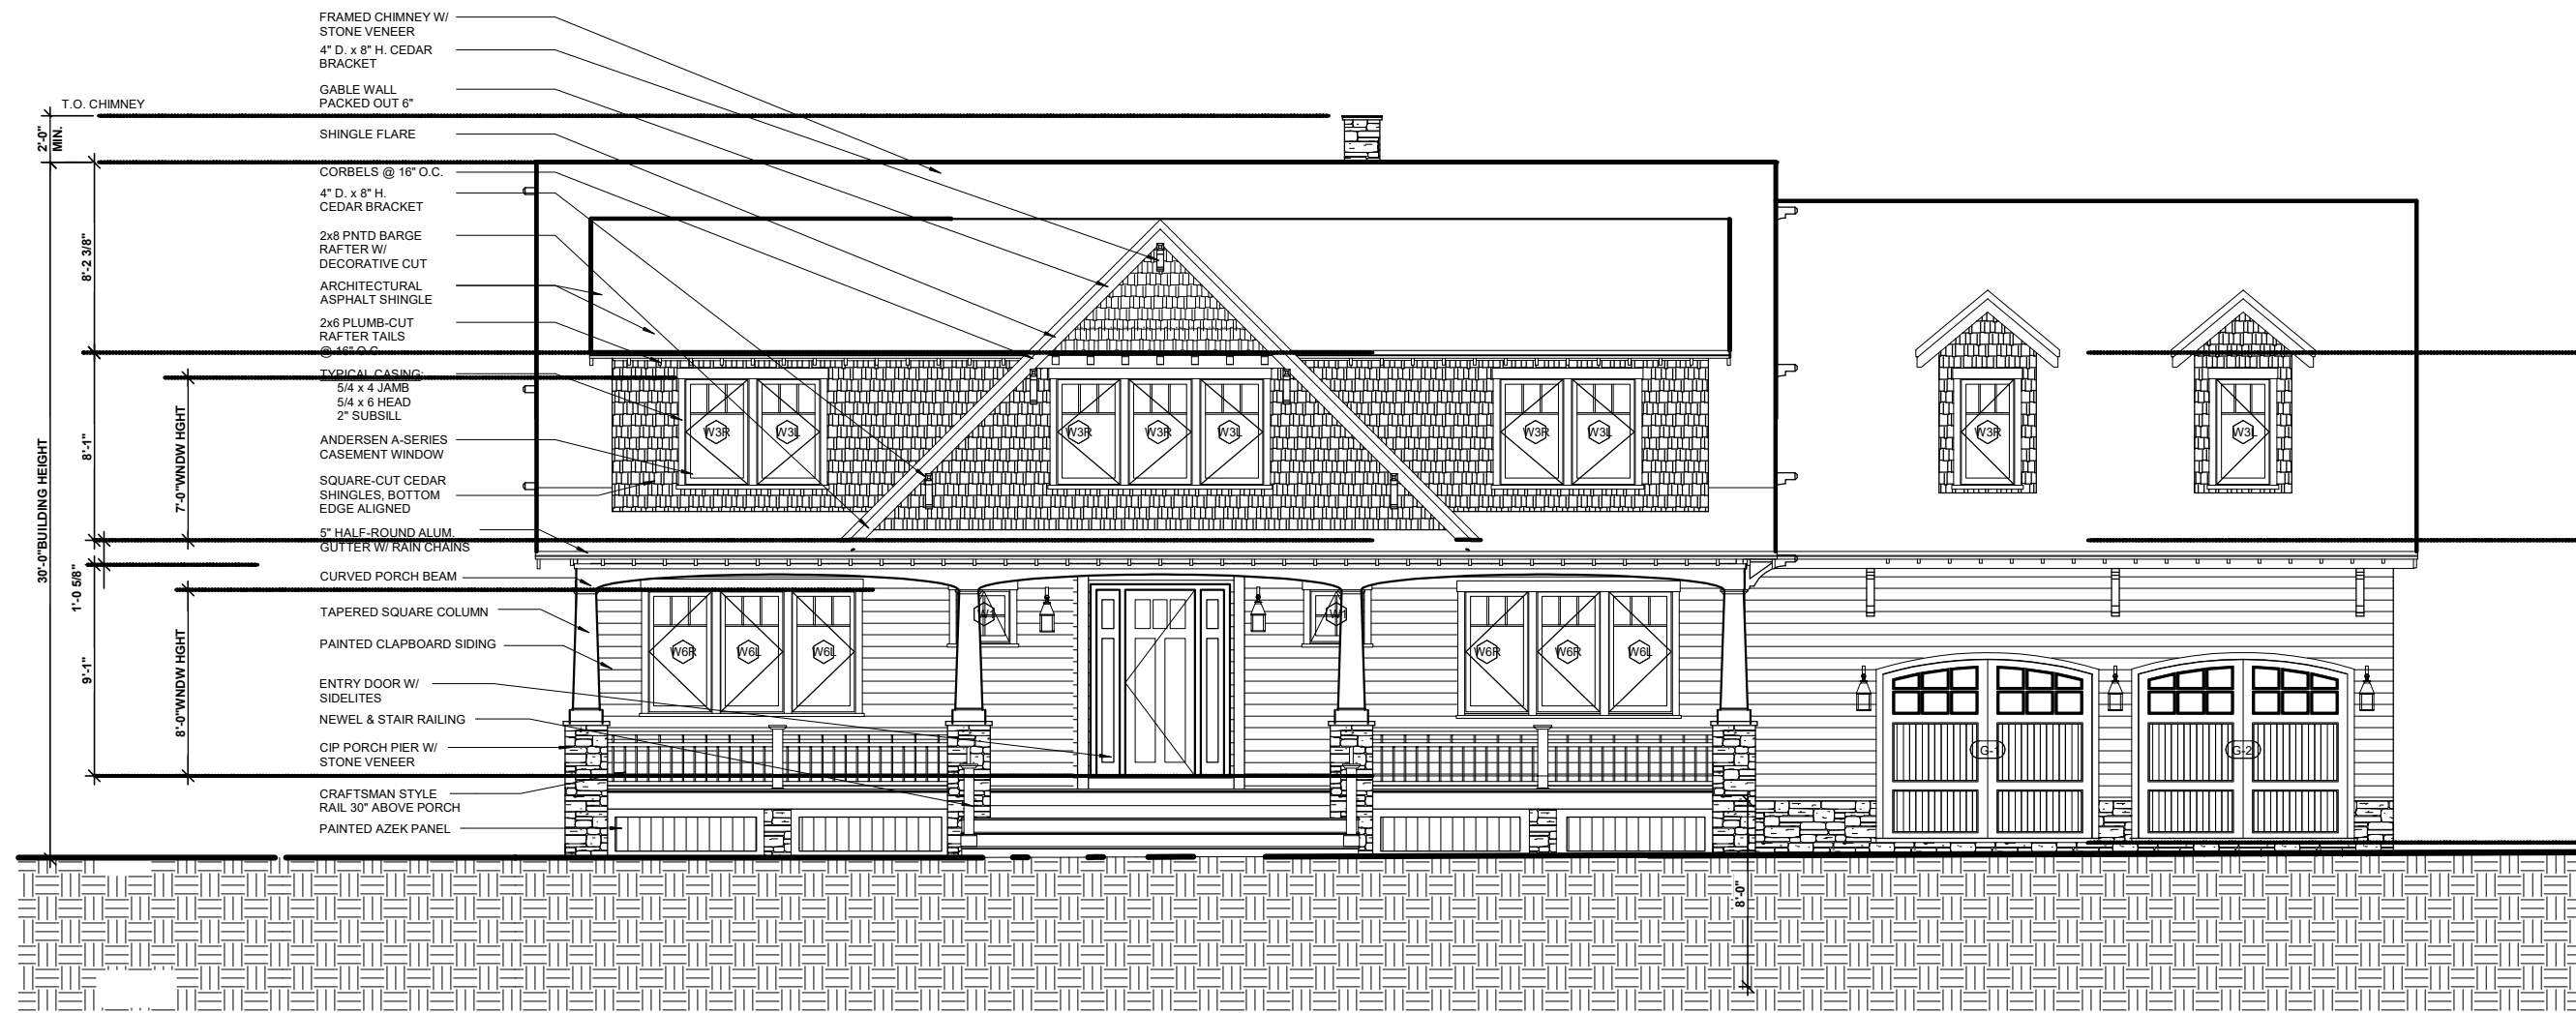 FRAMED CHIMNEY W/
STONE VENEER
4" D. x 8" H. CEDAR
BRACKET
GABLE WALL
PACKED OUT 6"
T.O. CHIMNEY
SHINGLE FLARE
CORBELS @ 16" O.C.
4" D. x 8" H.
CEDAR BRACKET
2x8 PNTD BARGE
RAFTER W/
DECORATIVE CUT
ARCHITECTURAL
ASPHALT SHINGLE
2x6 PLUMB-CUT
RAFTER TAILS
@ 16" O.C.
TYPICAL CASING:
5/4 x 4 JAMB
5/4 x 6 HEAD
2" SUBSILL
ANDERSEN A-SERIES
CASEMENT WINDOW
SQUARE-CUT CEDAR
SHINGLES, BOTTOM
EDGE ALIGNED
5" HALF-ROUND ALUM.
GUTTER W/ RAIN CHAINS
CURVED PORCH BEAM
TAPERED SQUARE COLUMN
PAINTED CLAPBOARD SIDING
ENTRY DOOR W/
SIDELITES
NEWEL & STAIR RAILING
CIP PORCH PIER W/
STONE VENEER
CRAFTSMAN STYLE
RAIL 30" ABOVE PORCH
PAINTED AZEK PANEL
2'-0"
MIN.
30'-0"BUILDING HEIGHT
8'-2 3/8"
8'-1"
1'-0 5/8"
9'-1"
7'-0"WNDW HGHT
8'-0"WNDW HGHT
W3R W3L W3R W3R W3L W3R W3L W3R W3L
W1 W1
W6R W6L W6L W6R W6R W6L
G-1 G-2
8'-0"